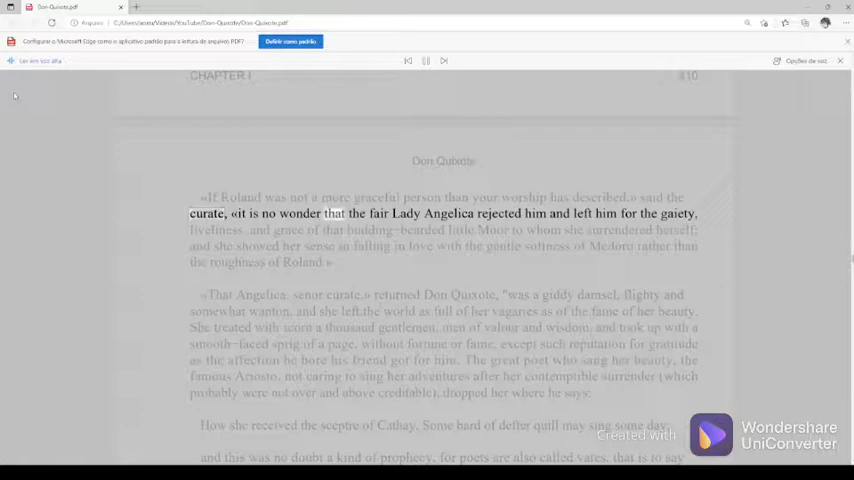 Don-Quixote.pdf
Arquivo
C:/Users/acura/Videos/YouTube/Don-Quixote/Don-Quixote.pdf
Configurar o Microsoft Edge como o aplicativo padrão para a leitura de arquivos PDF?
Definir como padrão
Ler em voz alta
Opções de voz
CHAPTER I
410
Don Quixote
«If Roland was not a more graceful person than your worship has described,» said the
curate, «it is no wonder that the fair Lady Angelica rejected him and left him for the gaiety,
liveliness, and grace of that budding-bearded little Moor to whom she surrendered herself;
and she showed her sense in falling in love with the gentle softness of Medoro rather than
the roughness of Roland.»
«That Angelica, senor curate,» returned Don Quixote, "was a giddy damsel, flighty and
somewhat wanton, and she left the world as full of her vagaries as of the fame of her beauty.
She treated with scorn a thousand gentlemen, men of valour and wisdom, and took up with a
smooth-faced sprig of a page, without fortune or fame, except such reputation for gratitude
as the affection he bore his friend got for him. The great poet who sang her beauty, the
famous Ariosto, not caring to sing her adventures after her contemptible surrender (which
probably were not over and above creditable), dropped her where he says:
How she received the sceptre of Cathay, Some bard of defter quill may sing some day;
and this was no doubt a kind of prophecy, for poets are also called vates, that is to say
Created with
Wondershare
UniConverter